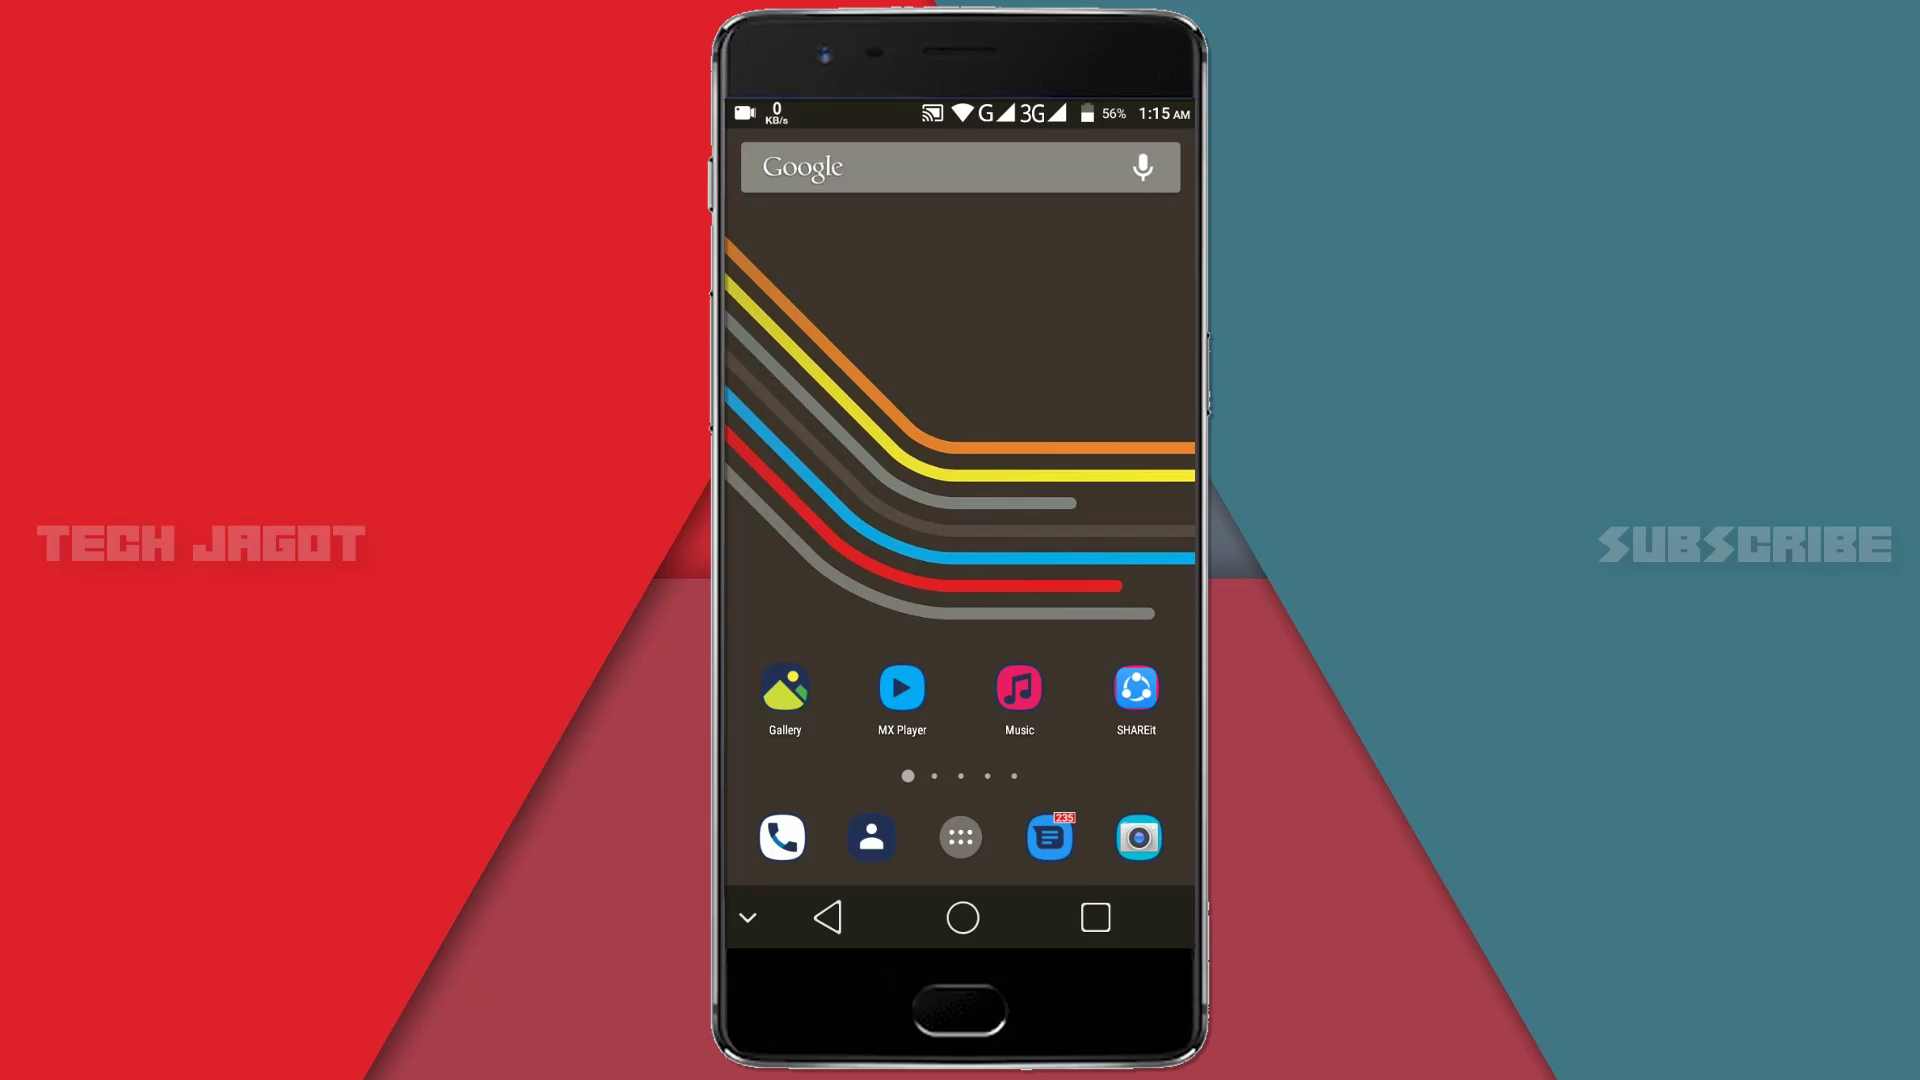 0
KB/s
G 3G 56% 1:15 AM
Google
TECH JAGOT
SUBSCRIBE
Gallery
MX Player
Music
SHAREit
235